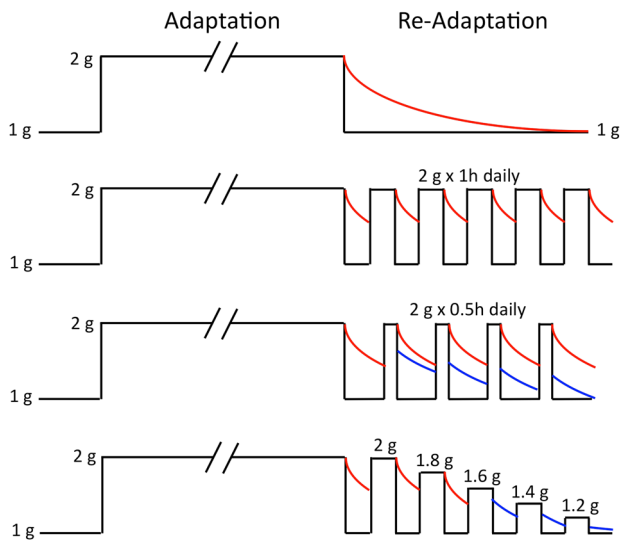 Adaptation Re-Adaptation
2 g
1 g 1 g
2 g x 1h daily
2 g
1 g
2 g x 0.5h daily
2 g
1 g
2 g
2 g
1.8 g
1.6 g
1.4 g
1.2 g
1 g